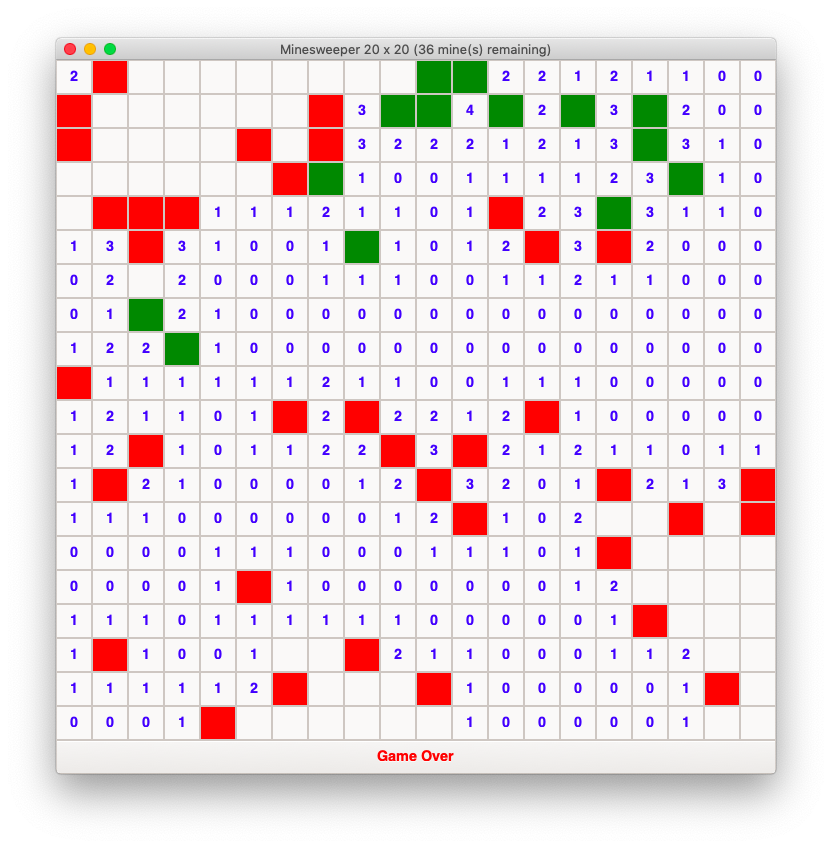 Minesweeper 20 x 20 (36 mine(s) remaining)
2 2 2 1 2 1 1 0 0
3 4 2 3 2 0 0
3 2 2 2 1 2 1 3 3 1 0
1 0 0 1 1 1 1 2 3 1 0
1 1 1 2 1 1 0 1 2 3 3 1 1 0
1 3 3 1 0 0 1 1 0 1 2 3 2 0 0 0
0 2 2 0 0 0 1 1 1 0 0 1 1 2 1 1 0 0 0
0 1 2 1 0 0 0 0 0 0 0 0 0 0 0 0 0 0 0
1 2 2 1 0 0 0 0 0 0 0 0 0 0 0 0 0 0 0
1 1 1 1 1 1 2 1 1 0 0 1 1 1 0 0 0 0 0
1 2 1 1 0 1 2 2 2 1 2 1 0 0 0 0 0
1 2 1 0 1 1 2 2 3 2 1 2 1 1 0 1 1
1 2 1 0 0 0 0 1 2 3 2 0 1 2 1 3
1 1 1 0 0 0 0 0 0 1 2 1 0 2
0 0 0 0 1 1 1 0 0 0 1 1 1 0 1
0 0 0 0 1 1 0 0 0 0 0 0 0 1 2
1 1 1 0 1 1 1 1 1 1 0 0 0 0 0 1
1 1 0 0 1 2 1 1 0 0 0 1 1 2
1 1 1 1 1 2 1 0 0 0 0 0 1
0 0 0 1 1 0 0 0 0 0 1
Game Over